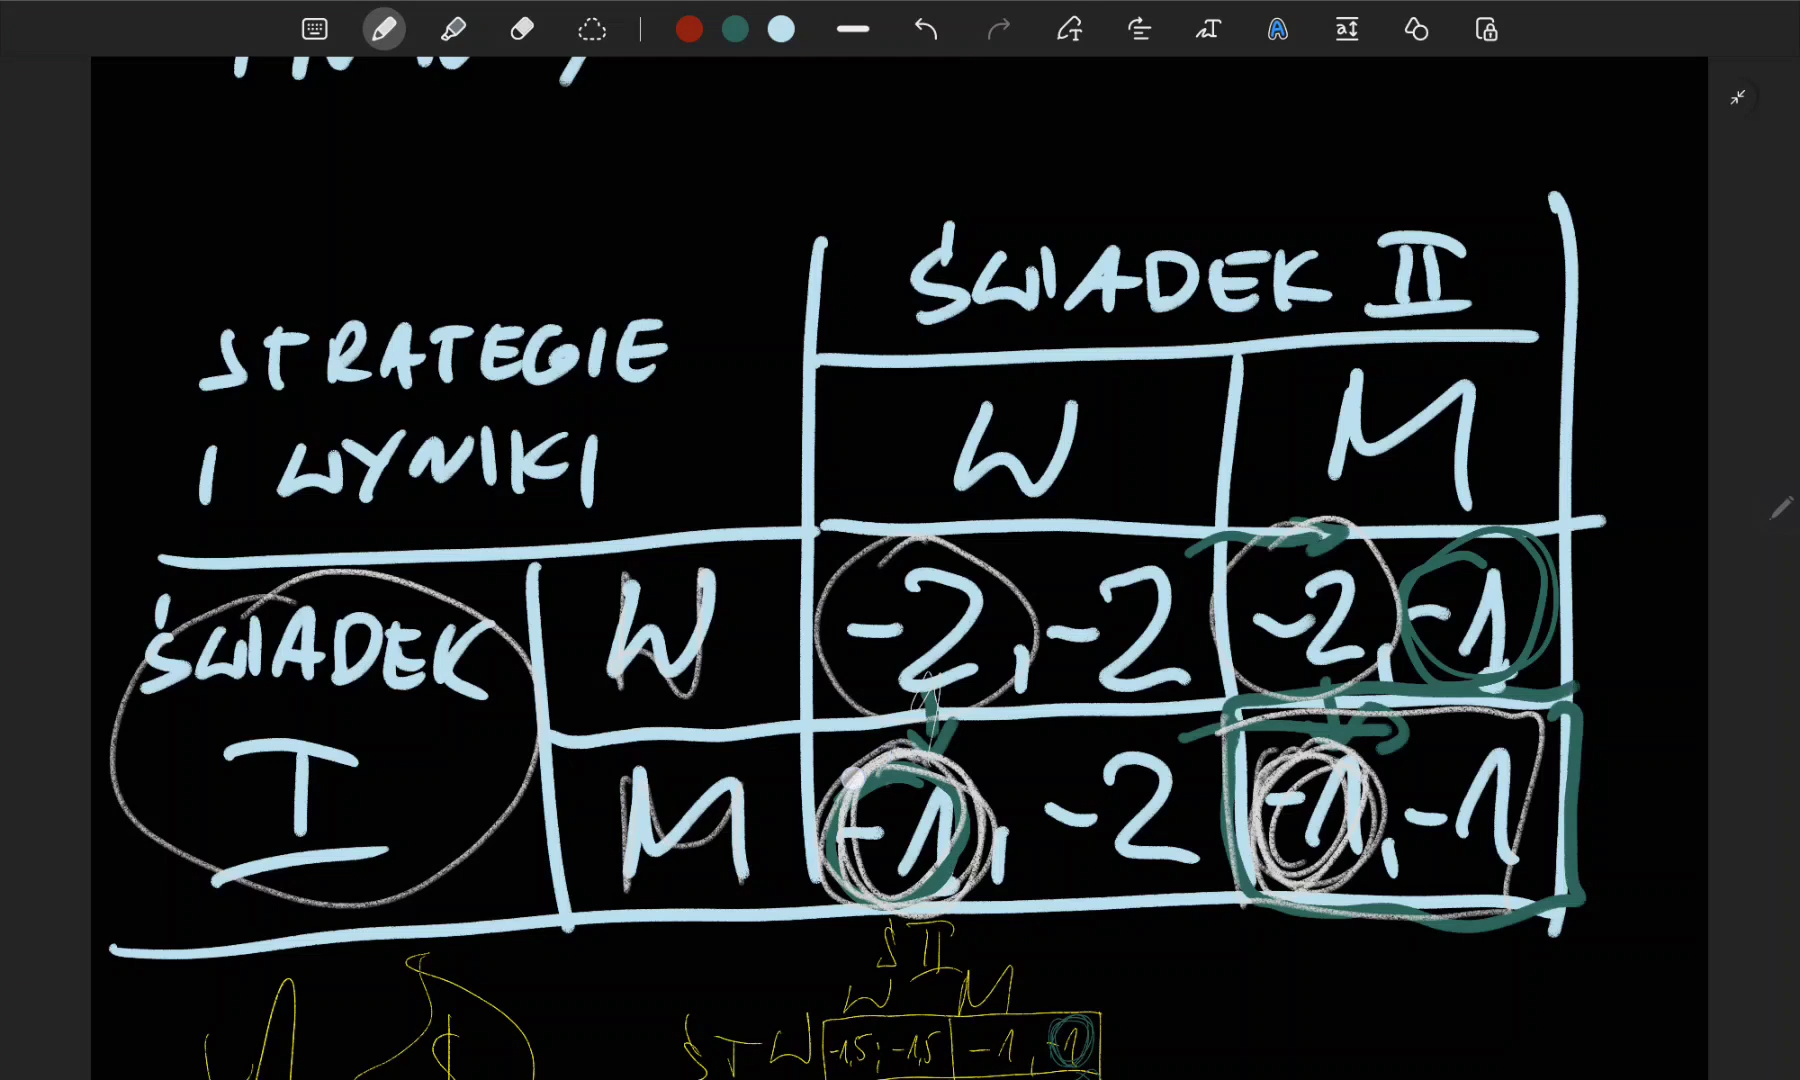 ŚWIADEK II
STRATEGIE
I WYNIKI
W M
ŚWIADEK I
W -2, -2 -2, -1
M -1, -2 -1, -1
Ś II
W M
Ś I W -1,5; -1,5 -1, -1